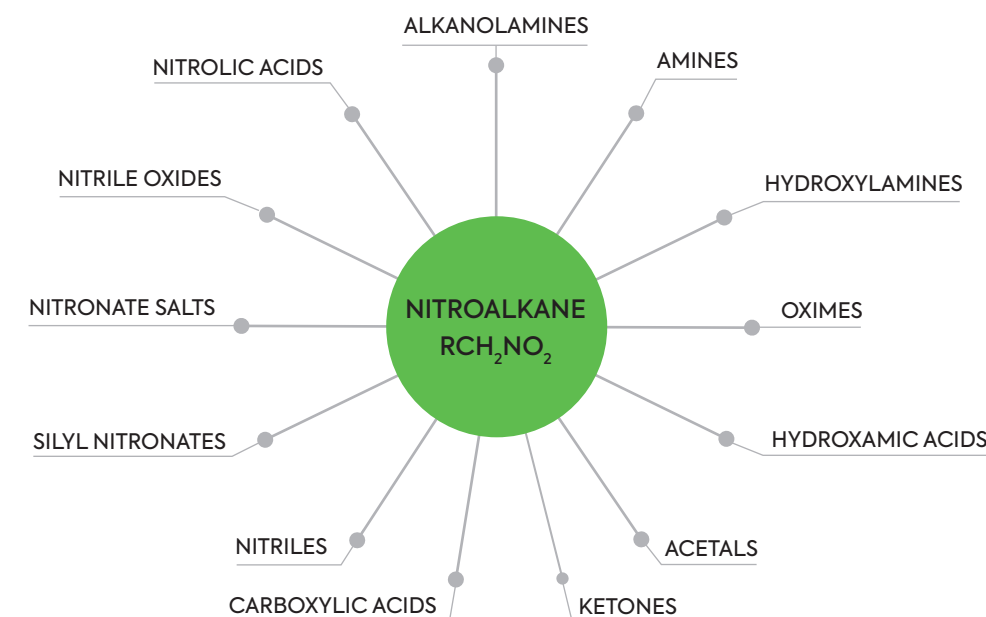 ALKANOLAMINES
AMINES
NITROLIC ACIDS
NITRILE OXIDES
HYDROXYLAMINES
NITRONATE SALTS
NITROALKANE
RCH₂NO₂
OXIMES
SILYL NITRONATES
HYDROXAMIC ACIDS
NITRILES
ACETALS
CARBOXYLIC ACIDS
KETONES